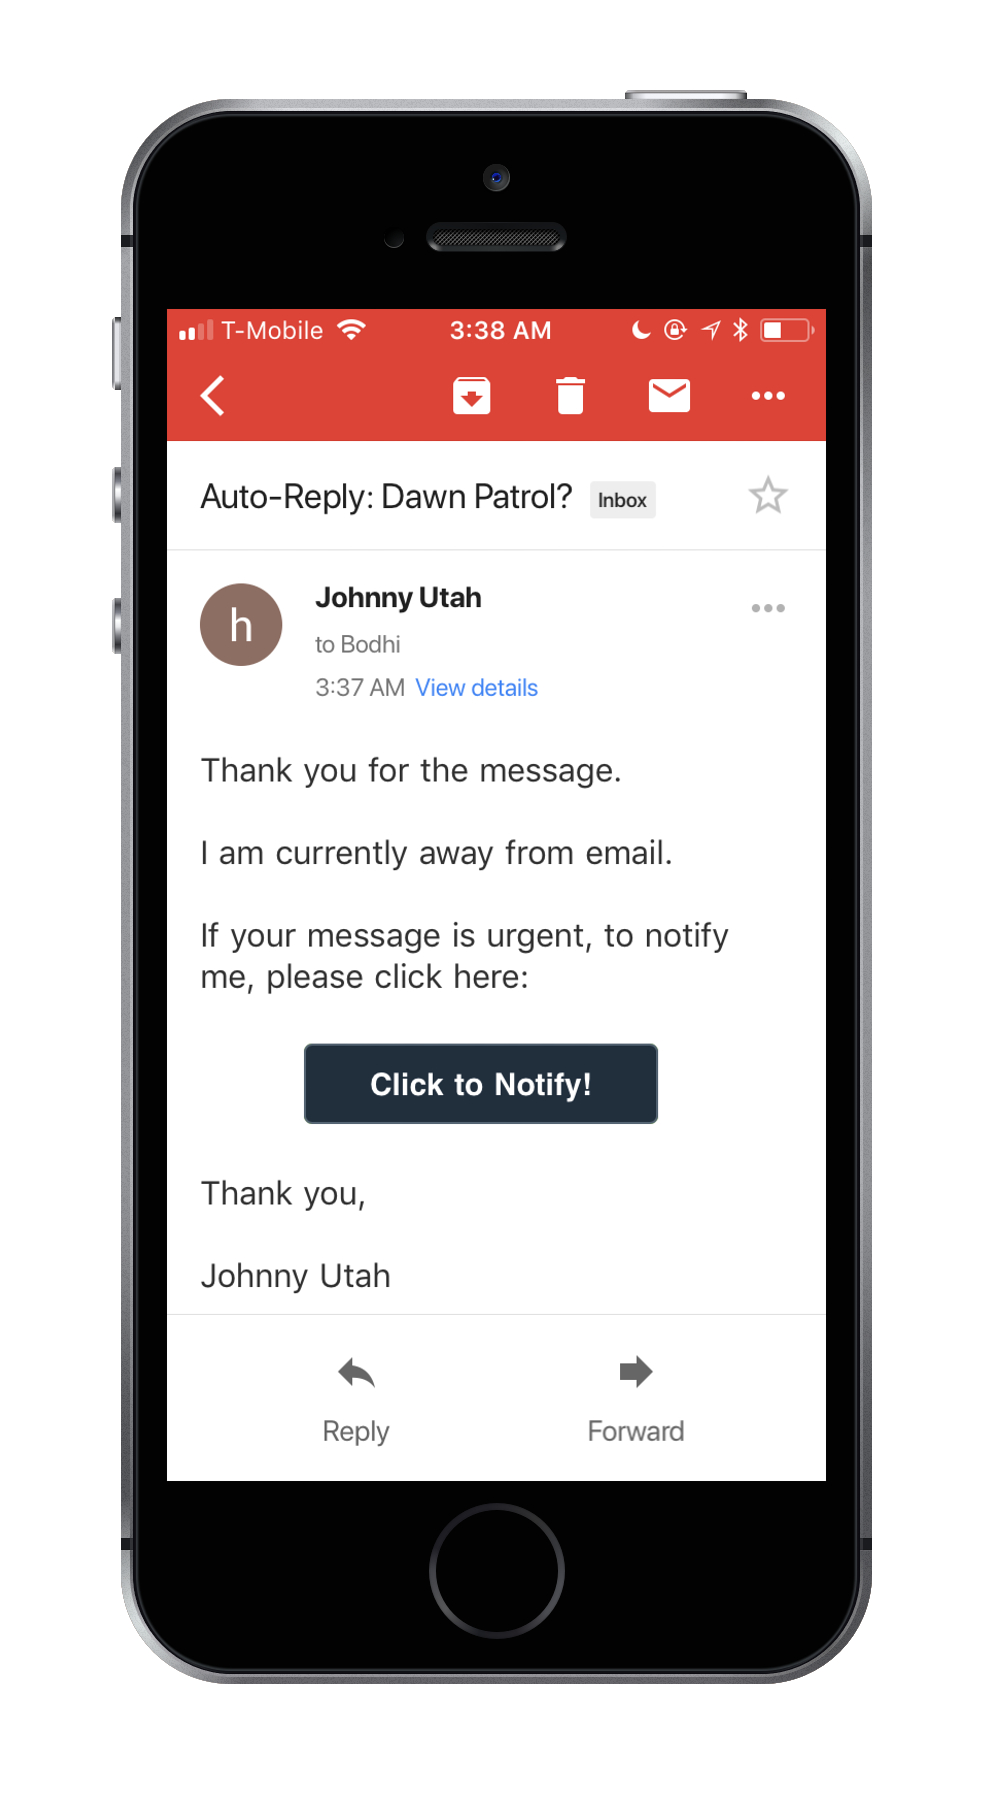 T-Mobile 3:38 AM
Auto-Reply: Dawn Patrol? Inbox
h
Johnny Utah
to Bodhi
3:37 AM View details
Thank you for the message.
I am currently away from email.
If your message is urgent, to notify
me, please click here:
Click to Notify!
Thank you,
Johnny Utah
Reply Forward